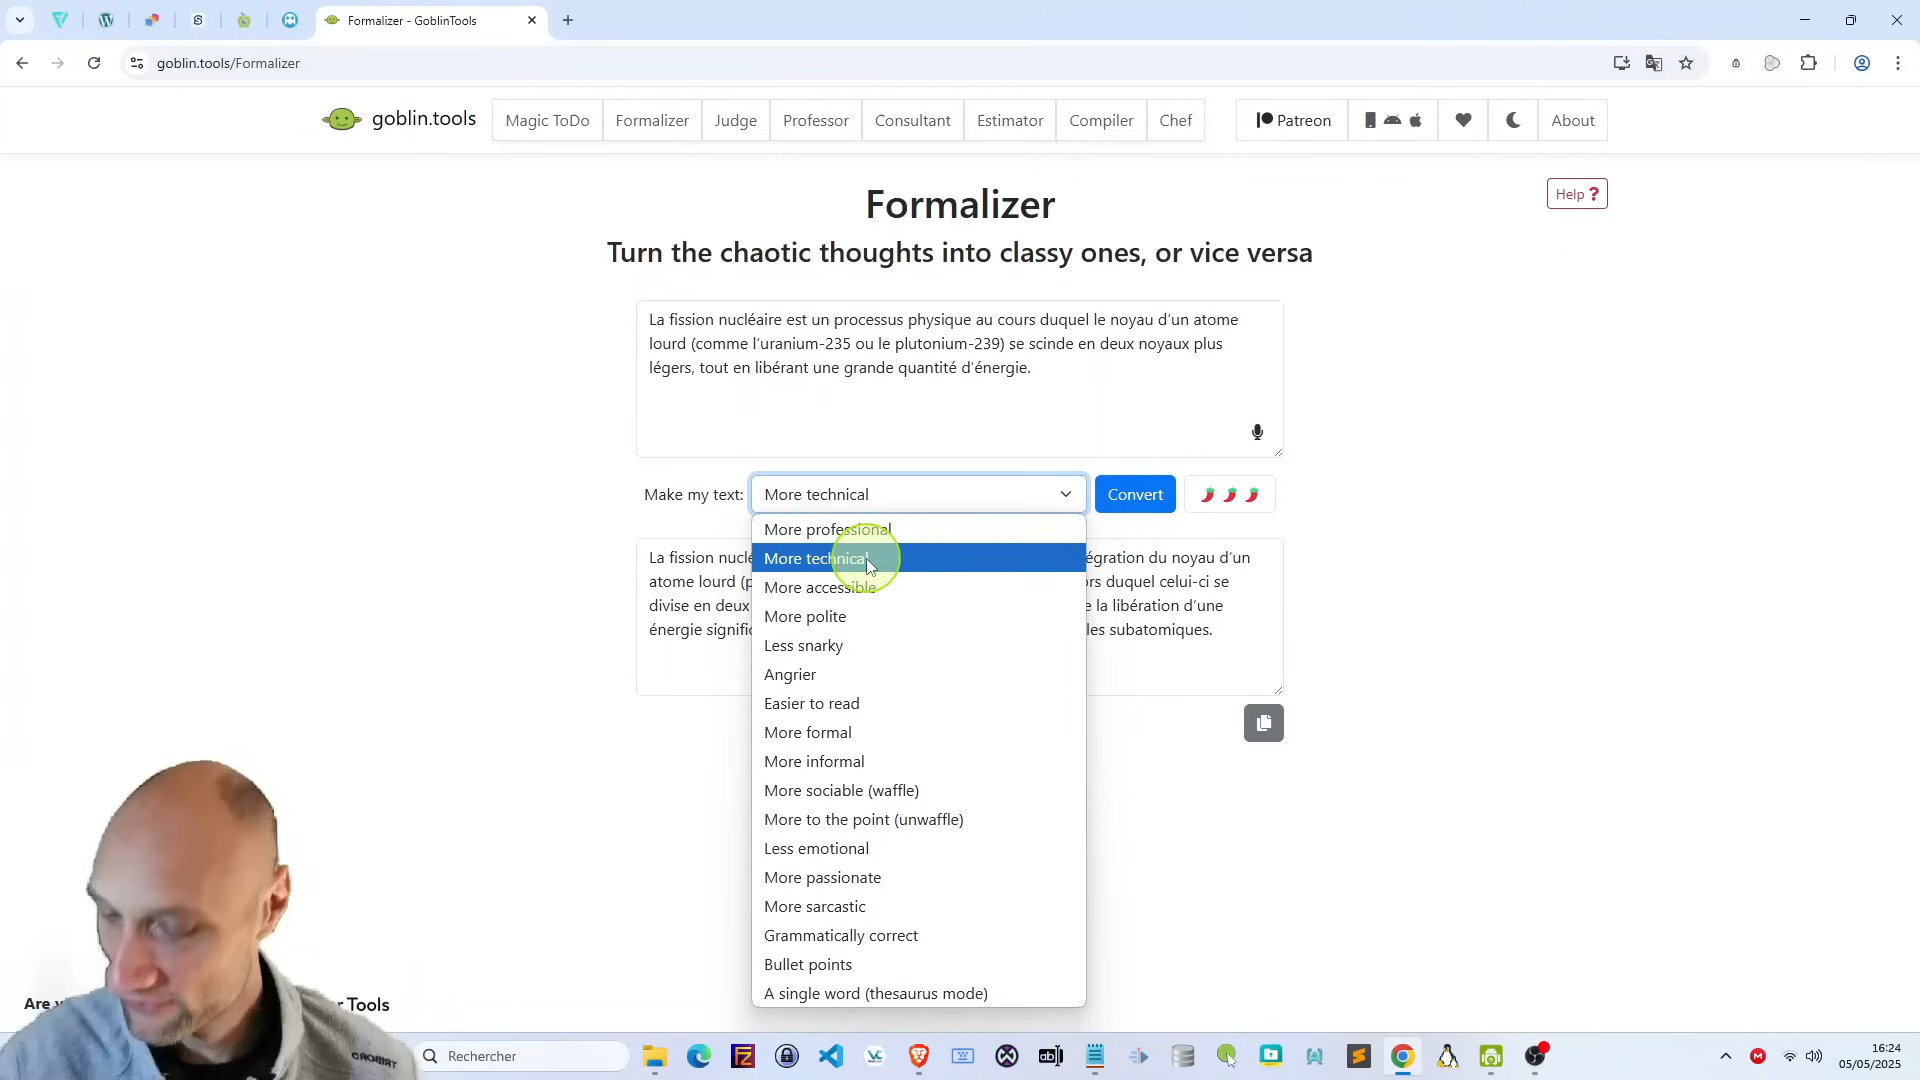 Formalizer - GoblinTools
goblin.tools/Formalizer
goblin.tools
Magic ToDo
Formalizer
Judge
Professor
Consultant
Estimator
Compiler
Chef
Patreon
About
Formalizer
Help ?
Turn the chaotic thoughts into classy ones, or vice versa
La fission nucléaire est un processus physique au cours duquel le noyau d’un atome
lourd (comme l’uranium-235 ou le plutonium-239) se scinde en deux noyaux plus
légers, tout en libérant une grande quantité d’énergie.
Make my text:
More technical
Convert
More professional
More technical
More accessible
More polite
Less snarky
Angrier
Easier to read
More formal
More informal
More sociable (waffle)
More to the point (unwaffle)
Less emotional
More passionate
More sarcastic
Grammatically correct
Bullet points
A single word (thesaurus mode)
La fission du noyau d’un
atome lourd duquel celui-ci se
divise en deux la libération d’une
énergie subatomiques.
Are Tools
Rechercher
16:24
05/05/2025